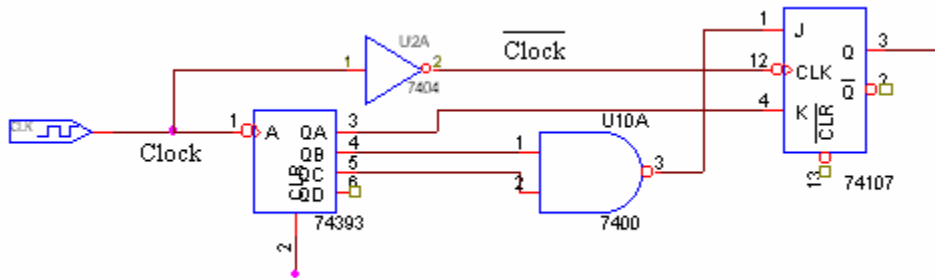 U2A
1
2
7404
Clock
1
J
Q
3
12
CLK
Q
2
4
K
CLR
13
74107
CLK
Clock
1
A
QA
3
QB
4
QC
5
QD
6
CLR
2
74393
U10A
1
2
3
7400